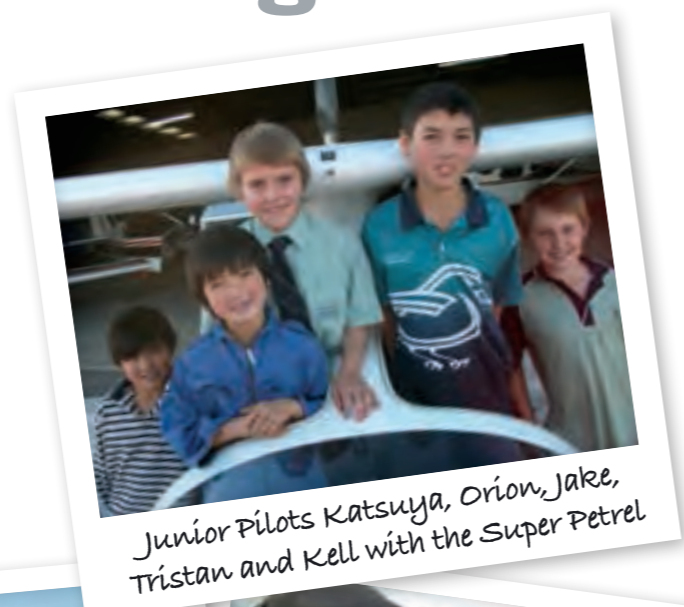 Junior Pilots Katsuya, Orion, Jake,
Tristan and Kell with the Super Petrel